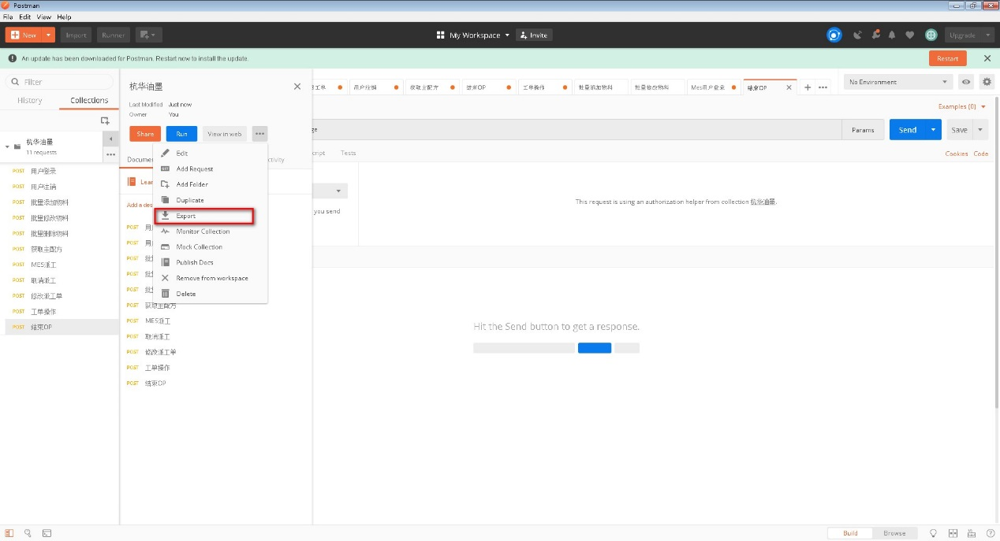 Postman
File Edit View Help
New
Import
Runner
My Workspace
Invite
Upgrade
An update has been downloaded for Postman. Restart now to install the update.
Restart
Filter
History
Collections
杭华油墨
11 requests
POST 用户登录
POST 用户注销
POST 批量添加物料
POST 批量修改物料
POST 批量删除物料
POST 获取主配方
POST MES派工
POST 取消派工
POST 修改派工单
POST 工单操作
POST 结束OP
杭华油墨
Last Modified Just now
Owner You
Share
Run
View in web
Documen
ctivity
Lear
Add a des
Edit
Add Request
Add Folder
Duplicate
Export
Monitor Collection
Mock Collection
Publish Docs
Remove from workspace
Delete
POST 用
POST 用
POST 批
POST 批
POST 批
POST 获取主配方
POST MES派工
POST 取消派工
POST 修改派工单
POST 工单操作
POST 结束OP
工单
用户注销
获取主配方
结束OP
工单操作
批量添加物料
批量修改物料
Mes用户登录
结束OP
No Environment
Examples (0)
ge
Params
Send
Save
cript
Tests
Cookies
Code
you send
This request is using an authorization helper from collection 杭华油墨.
Hit the Send button to get a response.
Build
Browse